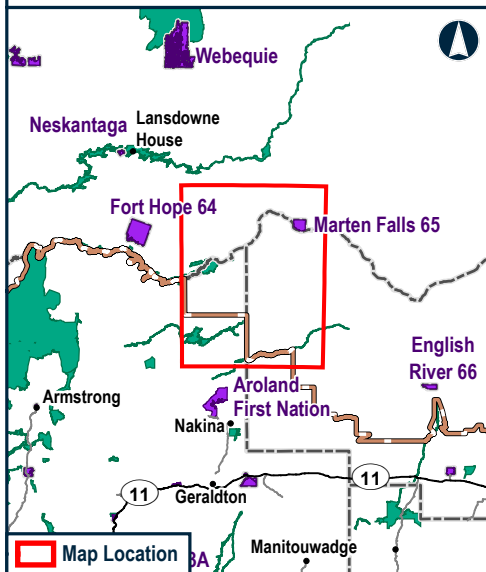 Webequie
Neskantaga
Lansdowne
House
Fort Hope 64
Marten Falls 65
English
River 66
Armstrong
Aroland
First Nation
Nakina
11
11
Geraldton
Manitouwadge
Map Location